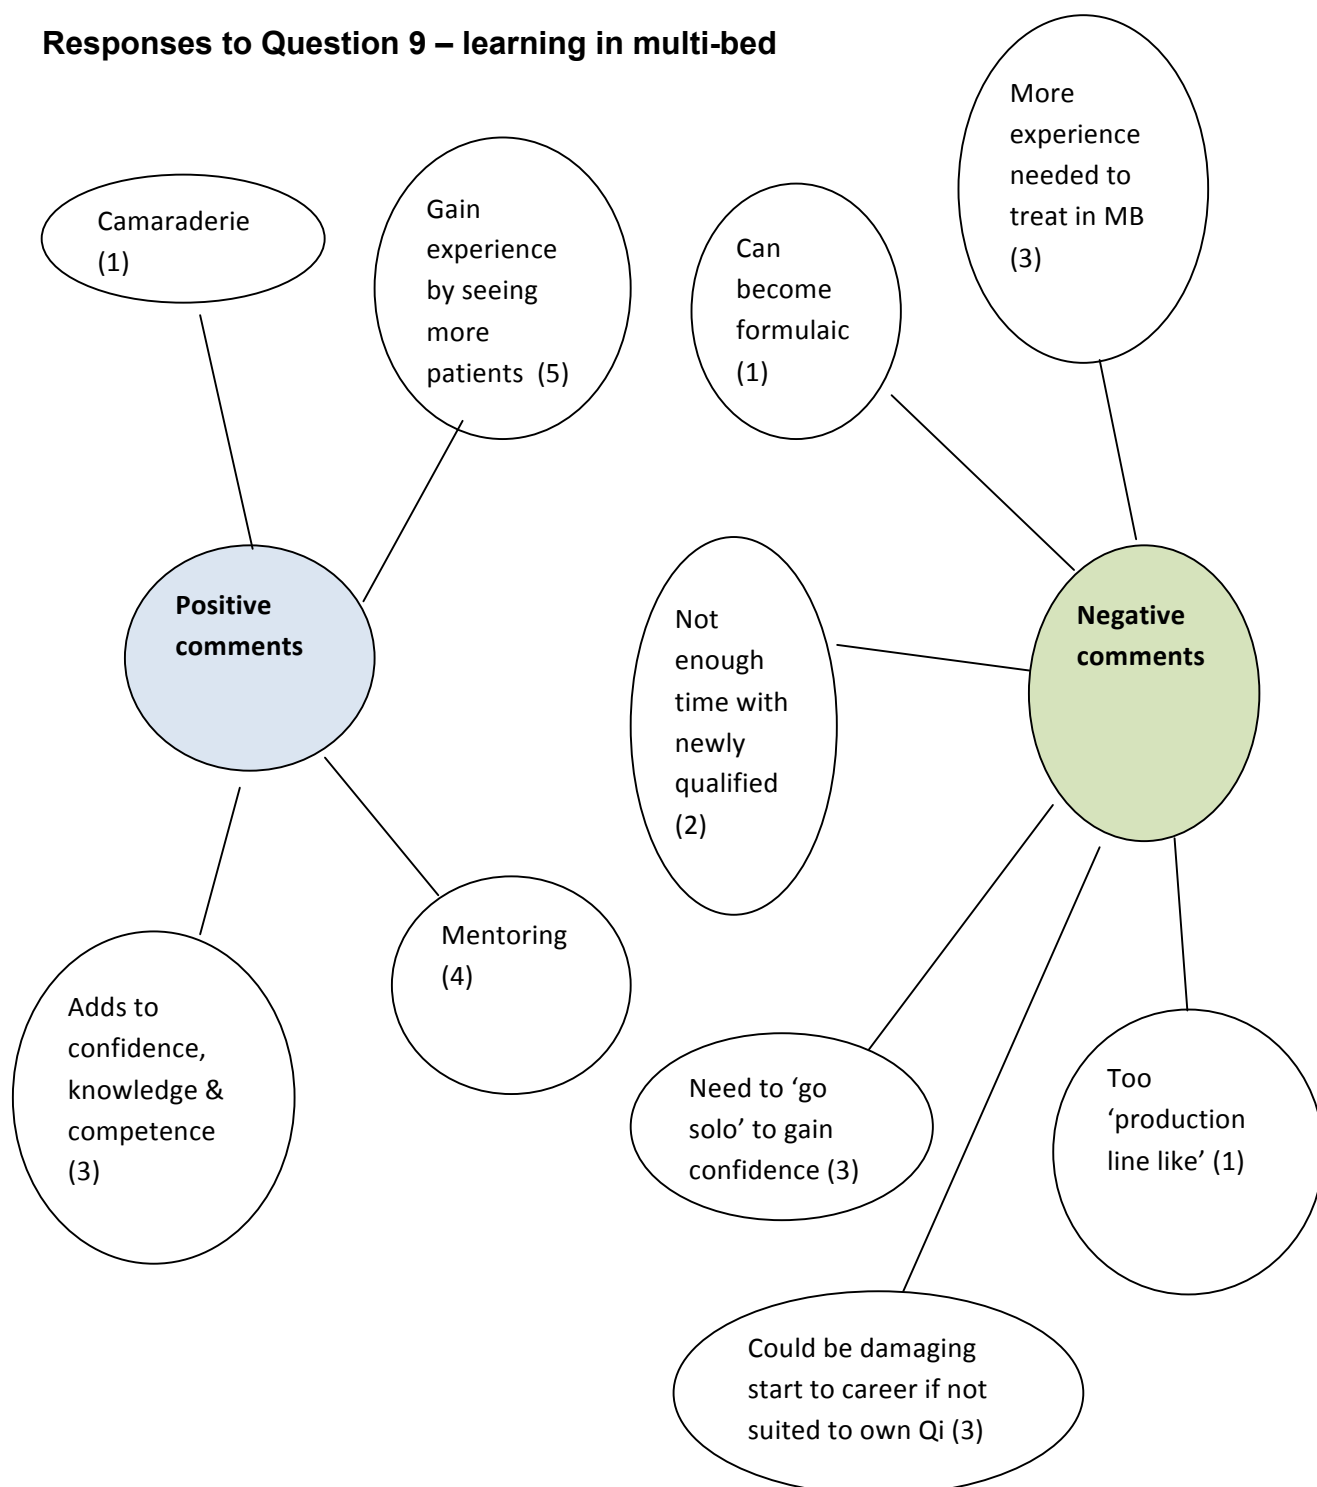 Responses to Question 9 – learning in multi-bed
Camaraderie
(1)
Gain
experience
by seeing
more
patients  (5)
Can
become
formulaic
(1)
More
experience
needed to
treat in MB
(3)
Positive
comments
Not
enough
time with
newly
qualified
(2)
Negative
comments
Adds to
confidence,
knowledge &
competence
(3)
Mentoring
(4)
Need to ‘go
solo’ to gain
confidence (3)
Too
‘production
line like’ (1)
Could be damaging
start to career if not
suited to own Qi (3)